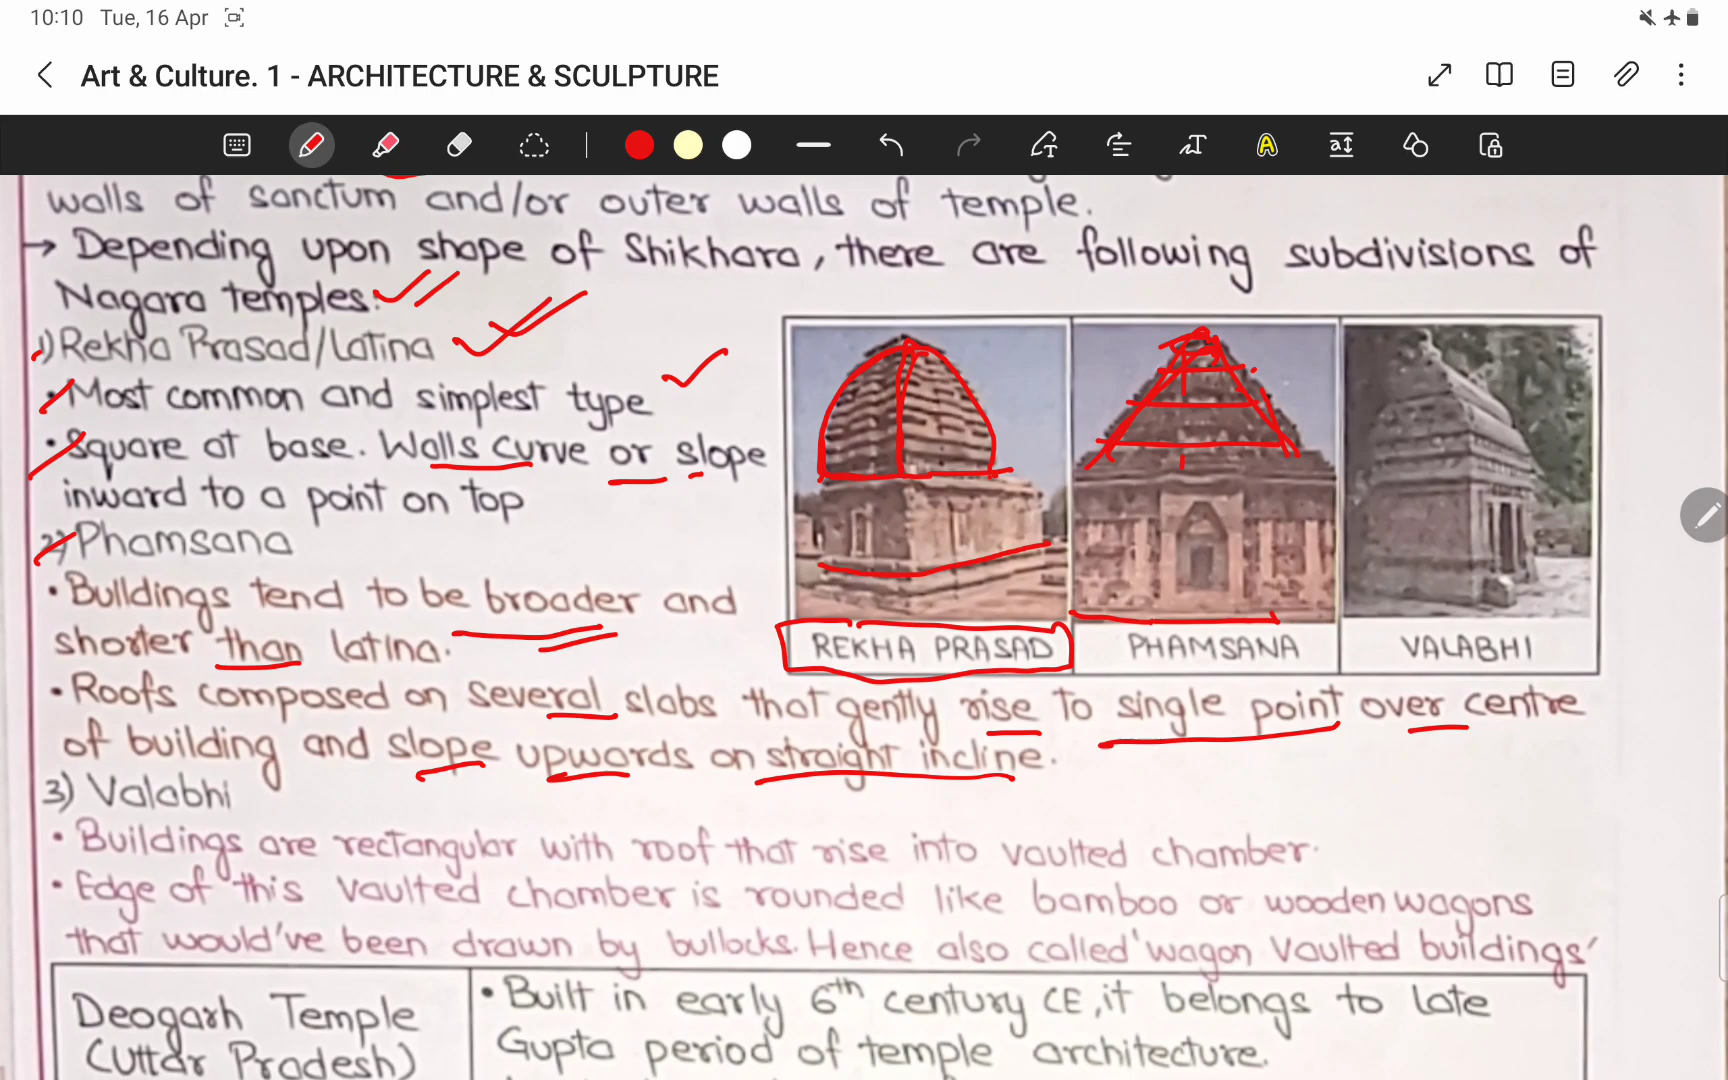 10:10 Tue, 16 Apr
Art & Culture. 1 - ARCHITECTURE & SCULPTURE
walls of sanctum and/or outer walls of temple.
→ Depending upon shape of Shikhara, there are following subdivisions of
Nagara temples:
1) Rekha Prasad/Latina
• Most common and simplest type
• Square at base. Walls curve or slope
inward to a point on top
2) Phamsana
• Buildings tend to be broader and
shorter than latina.
REKHA PRASAD
PHAMSANA
VALABHI
• Roofs composed on several slabs that gently rise to single point over centre
of building and slope upwards on straight incline.
3) Valabhi
• Buildings are rectangular with roof that rise into vaulted chamber.
• Edge of this vaulted chamber is rounded like bamboo or wooden wagons
that would've been drawn by bullocks. Hence also called 'wagon vaulted buildings'
Deogarh Temple
(Uttar Pradesh)
• Built in early 6th century CE, it belongs to late
Gupta period of temple architecture.